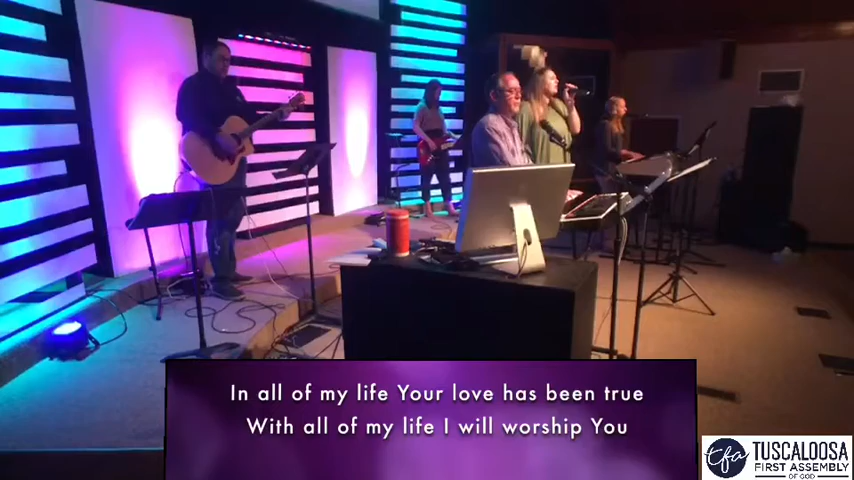 In all of my life Your love has been true
With all of my life I will worship You
tfa TUSCALOOSA
FIRST ASSEMBLY
OF GOD